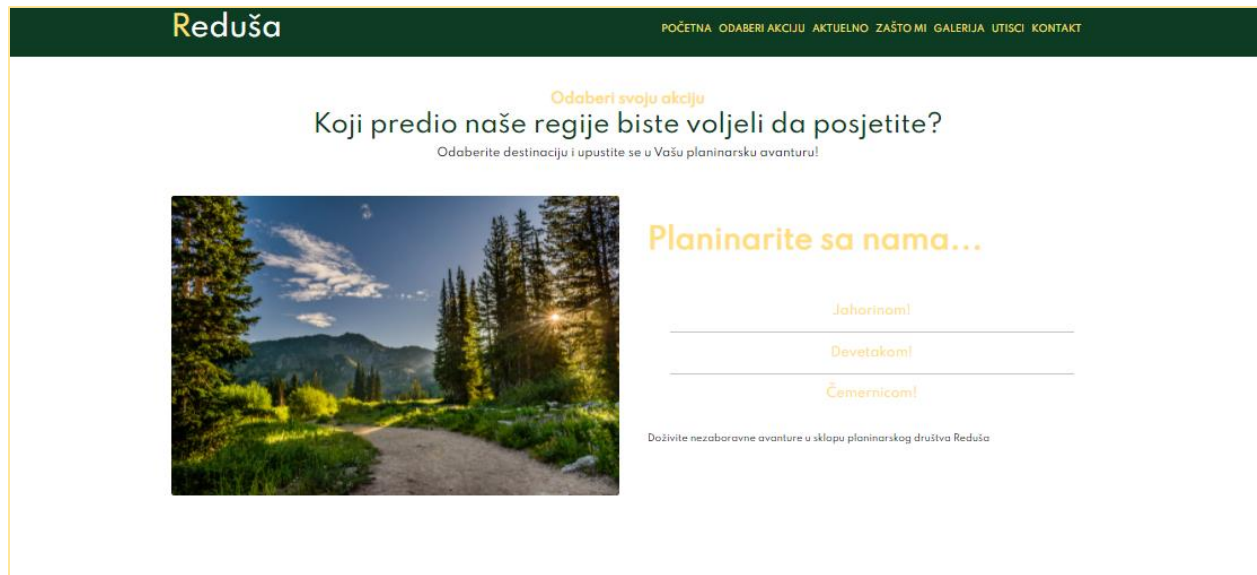 Reduša
POČETNA ODABERI AKCIJU AKTUELNO ZAŠTO MI GALERIJA UTISCI KONTAKT
Odaberi svoju akciju
Koji predio naše regije biste voljeli da posjetite?
Odaberite destinaciju i upustite se u Vašu planinarsku avanturu!
Planinarite sa nama...
Jahorinom!
Devetakom!
Čemernicom!
Doživite nezaboravne avanture u sklopu planinarskog društva Reduša